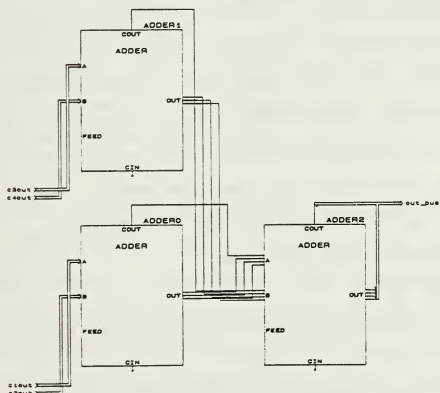 ADDER1
COUT
ADDER
A
B
OUT
FEED
CIN
c3out
c4out
ADDER0
COUT
ADDER
A
B
OUT
FEED
CIN
c1out
ADDER2
COUT
ADDER
A
B
OUT
FEED
CIN
out_bus